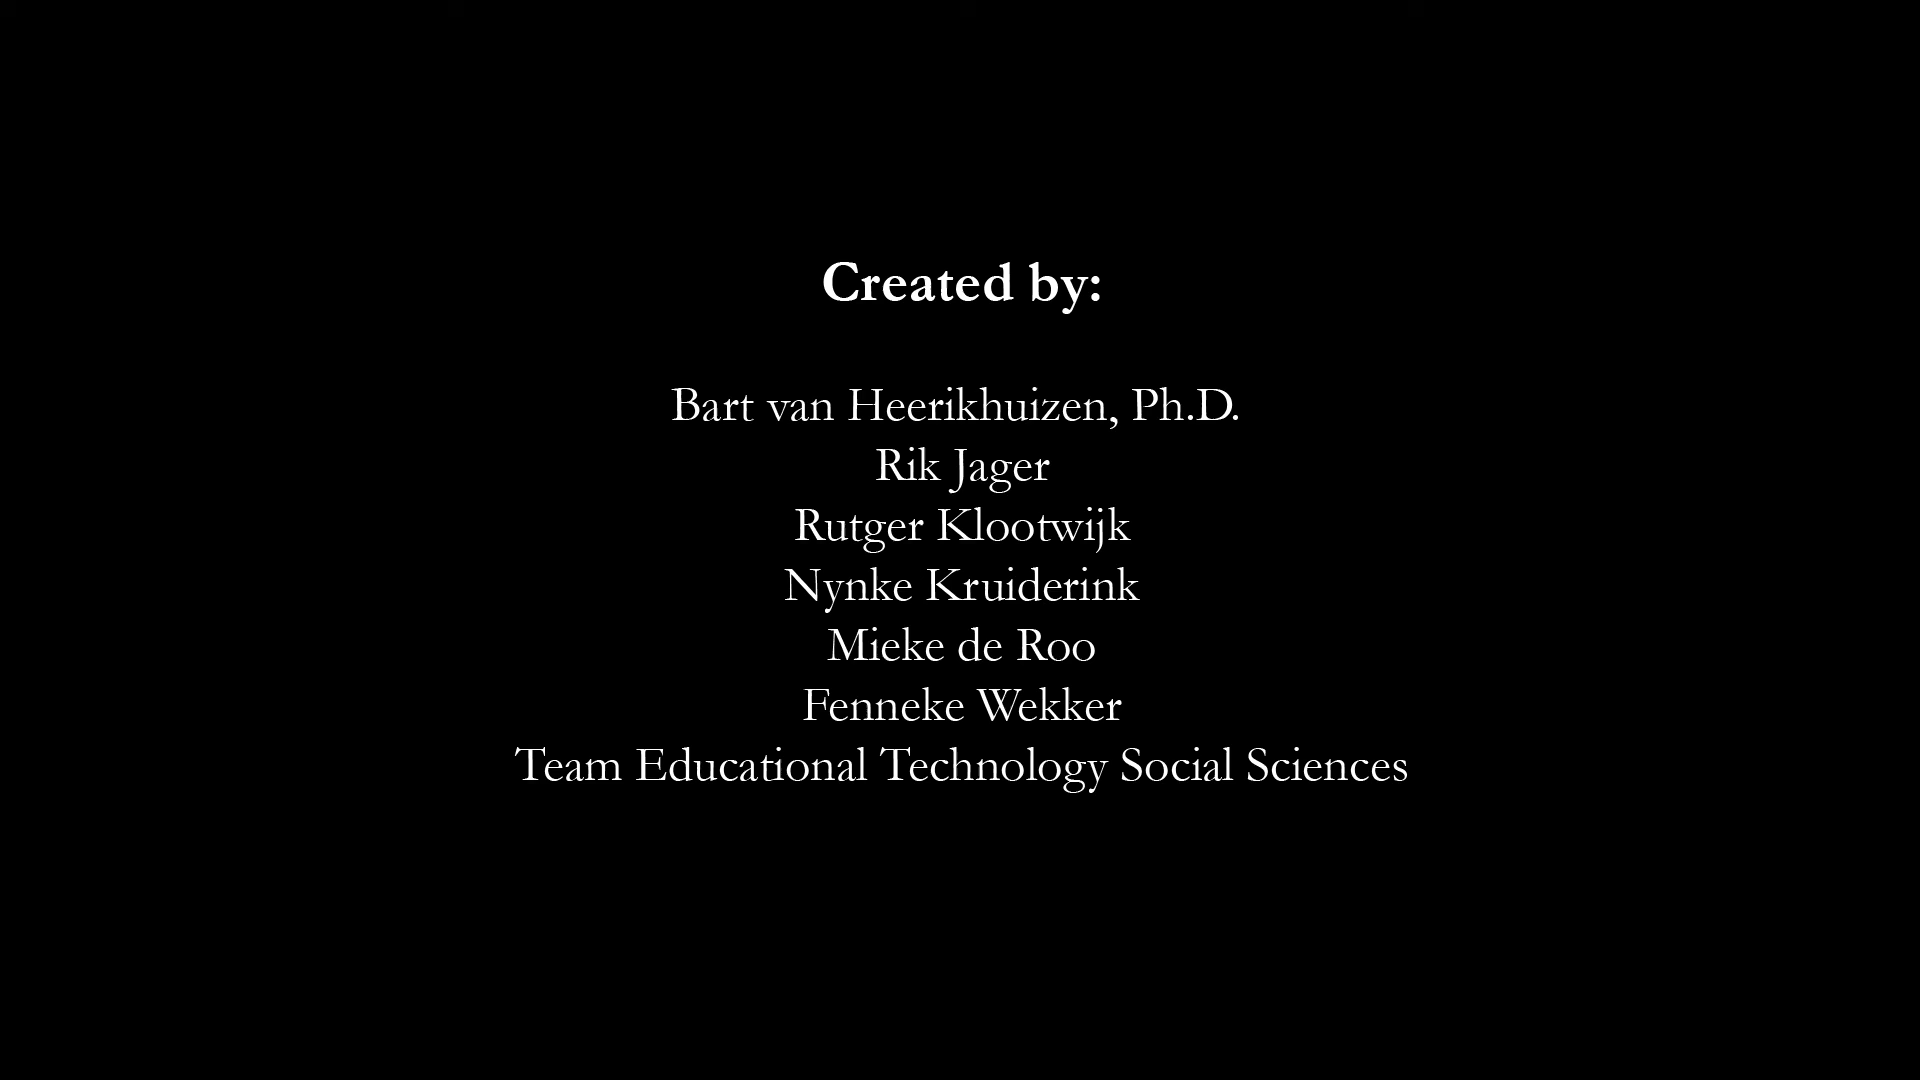 Created by:
Bart van Heerikhuizen, Ph.D.
Rik Jager
Rutger Klootwijk
Nynke Kruiderink
Mieke de Roo
Fenneke Wekker
Team Educational Technology Social Sciences